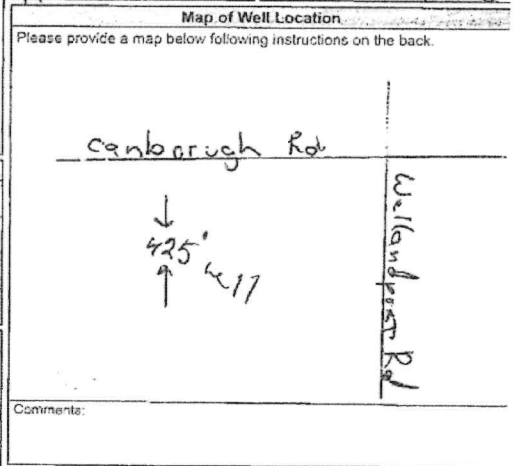 Map of Well Location
Please provide a map below following instructions on the back.
Canborough Rd
425'
well
Wellandport Rd
Comments: